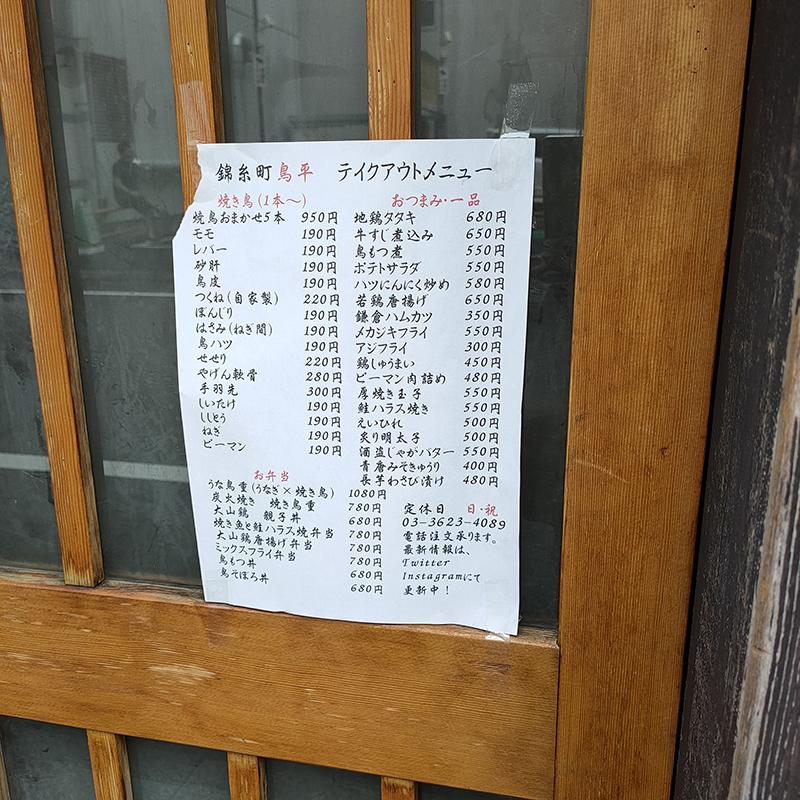 錦糸町鳥平 テイクアウトメニュー
焼き鳥(1本〜)
焼鳥おまかせ5本 950円
モモ 190円
レバー 190円
砂肝 190円
鳥皮 190円
つくね(自家製) 220円
ぼんじり 190円
はさみ(ねぎ間) 190円
鳥ハツ 190円
せせり 220円
やげん軟骨 280円
手羽先 300円
しいたけ 190円
ししとう 190円
ねぎ 190円
ピーマン 190円
おつまみ・一品
地鶏タタキ 680円
牛すじ煮込み 650円
鳥もつ煮 550円
ポテトサラダ 550円
ハツにんにく炒め 580円
若鶏唐揚げ 650円
鎌倉ハムカツ 350円
メカジキフライ 550円
アジフライ 300円
鶏しゅうまい 450円
ピーマン肉詰め 480円
厚焼き玉子 550円
鮭ハラス焼き 550円
えいひれ 500円
炙り明太子 500円
酒盗じゃがバター 550円
青唐みそきゅうり 400円
長芋わさび漬け 480円
お弁当
うな鳥重(うなぎ×焼き鳥) 1080円
炭火焼き 焼き鳥重 780円
大山鶏 親子丼 680円
焼き魚と鮭ハラス焼弁当 780円
大山鶏唐揚げ弁当 780円
ミックスフライ弁当 780円
鳥もつ丼 680円
鳥そぼろ丼 680円
定休日 日・祝
03-3623-4089
電話注文承ります。
最新情報は、
Twitter
Instagramにて
更新中!